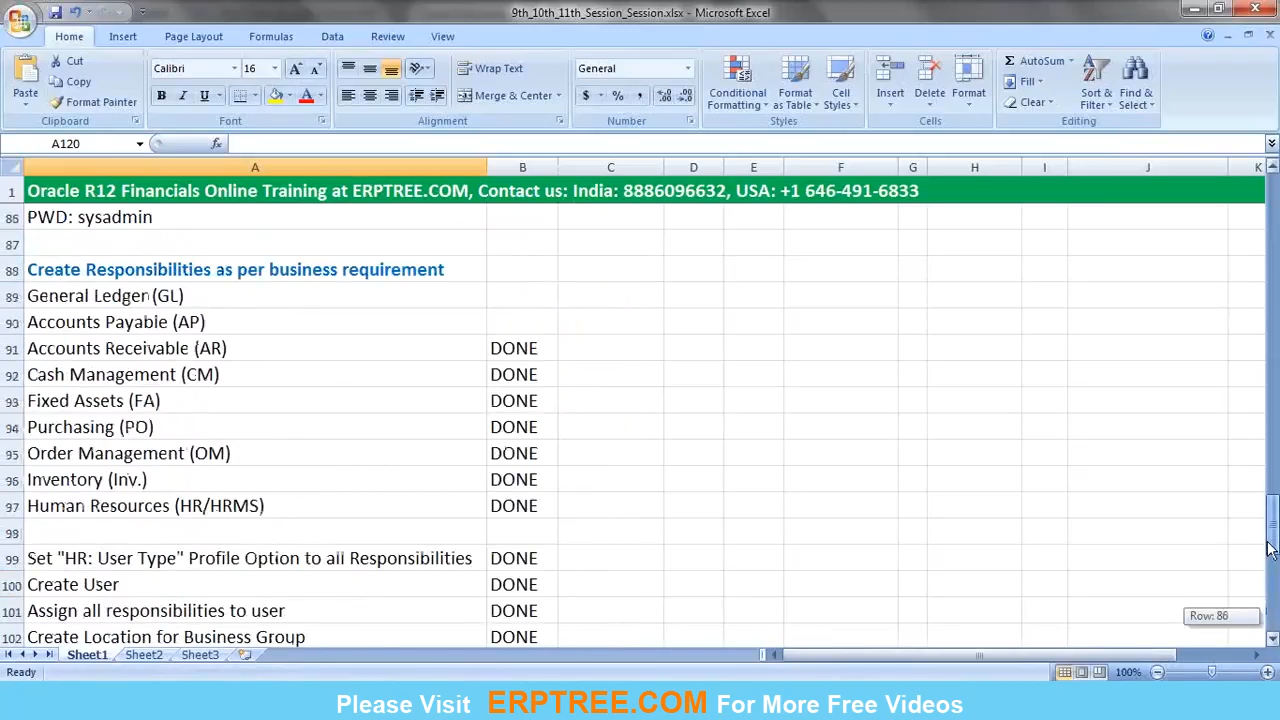 9th_10th_11th_Session_Session.xlsx - Microsoft Excel
Home Insert Page Layout Formulas Data Review View
Paste Cut Copy Format Painter Clipboard
Calibri 16 B I U Font
Wrap Text Merge & Center Alignment
General $ % , Number
Conditional Formatting Format as Table Cell Styles Styles
Insert Delete Format Cells
Σ AutoSum Fill Clear Sort & Filter Find & Select Editing
A120 fx
A B C D E F G H I J K
1 Oracle R12 Financials Online Training at ERPTREE.COM, Contact us: India: 8886096632, USA: +1 646-491-6833
86 PWD: sysadmin
87
88 Create Responsibilities as per business requirement
89 General Ledger (GL)
90 Accounts Payable (AP)
91 Accounts Receivable (AR) DONE
92 Cash Management (CM) DONE
93 Fixed Assets (FA) DONE
94 Purchasing (PO) DONE
95 Order Management (OM) DONE
96 Inventory (Inv.) DONE
97 Human Resources (HR/HRMS) DONE
98
99 Set "HR: User Type" Profile Option to all Responsibilities DONE
100 Create User DONE
101 Assign all responsibilities to user DONE
Row: 86
102 Create Location for Business Group DONE
Sheet1 Sheet2 Sheet3
Ready 100%
Please Visit ERPTREE.COM For More Free Videos